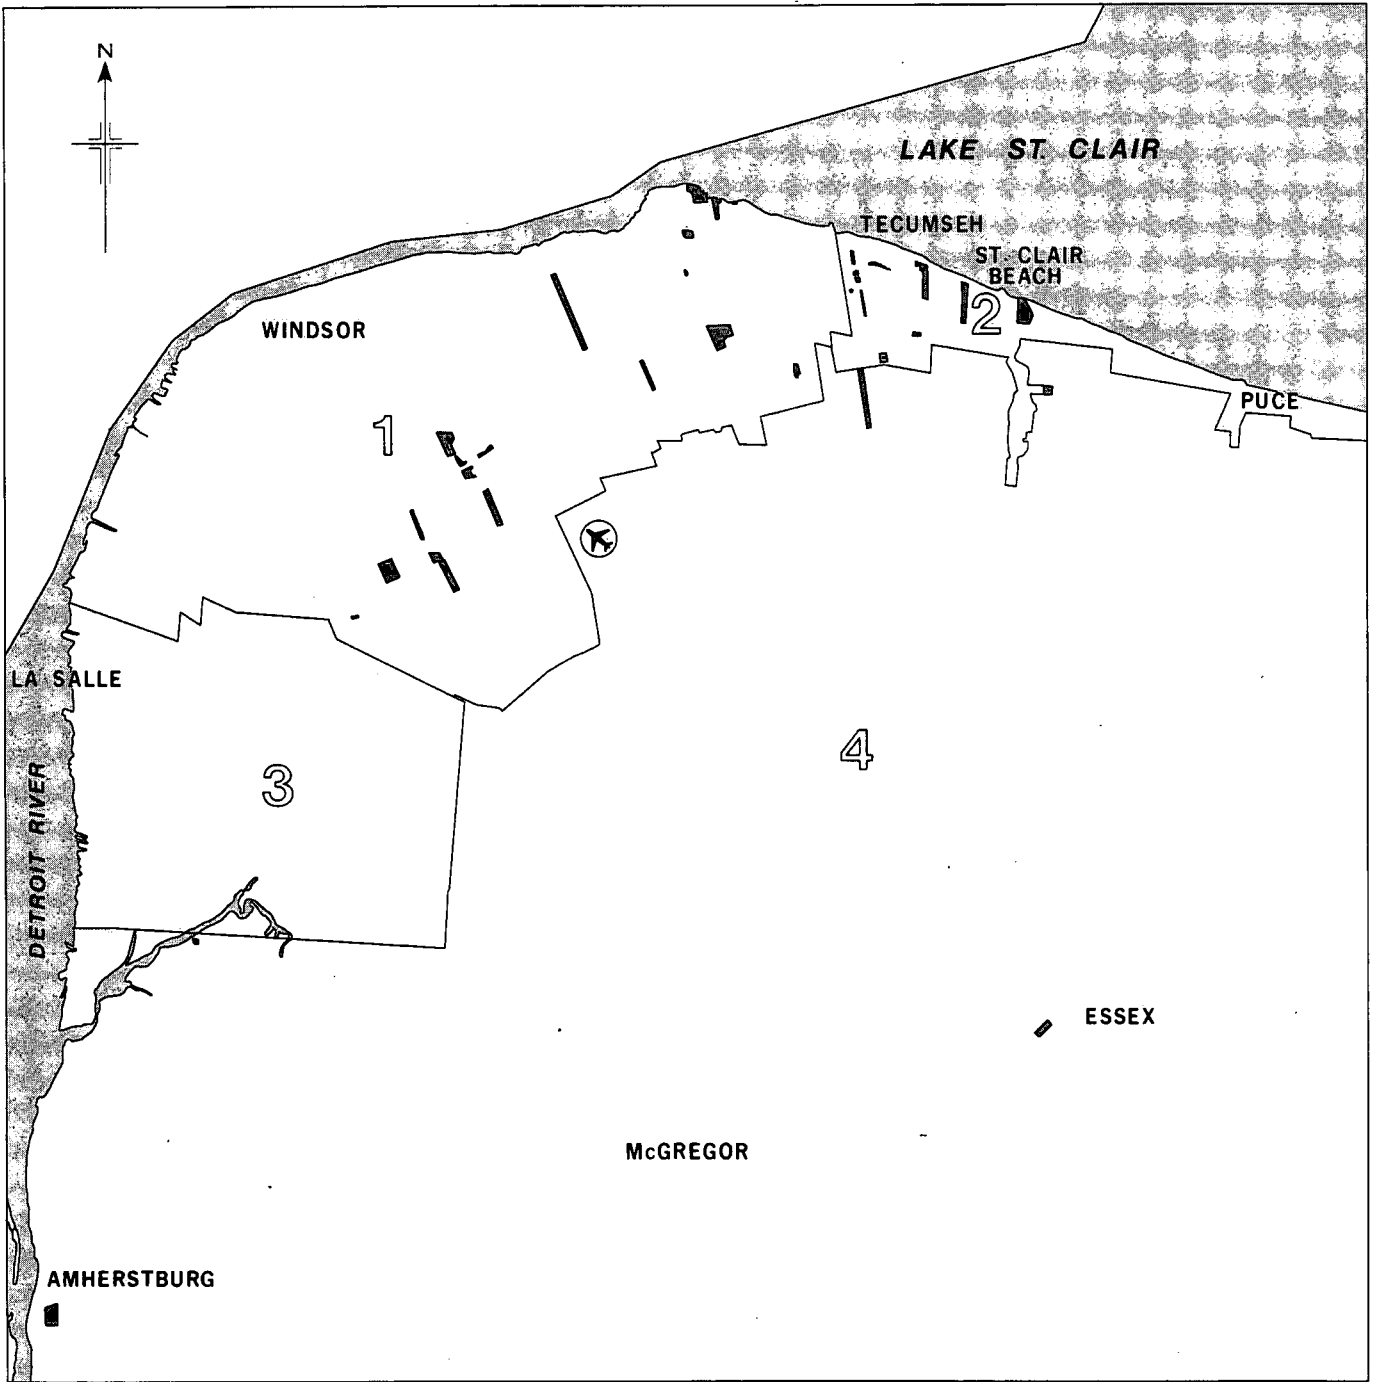 N
LAKE ST. CLAIR
TECUMSEH
ST. CLAIR
BEACH
2
WINDSOR
PUCE
1
LA SALLE
4
3
DETROIT RIVER
ESSEX
McGREGOR
AMHERSTBURG